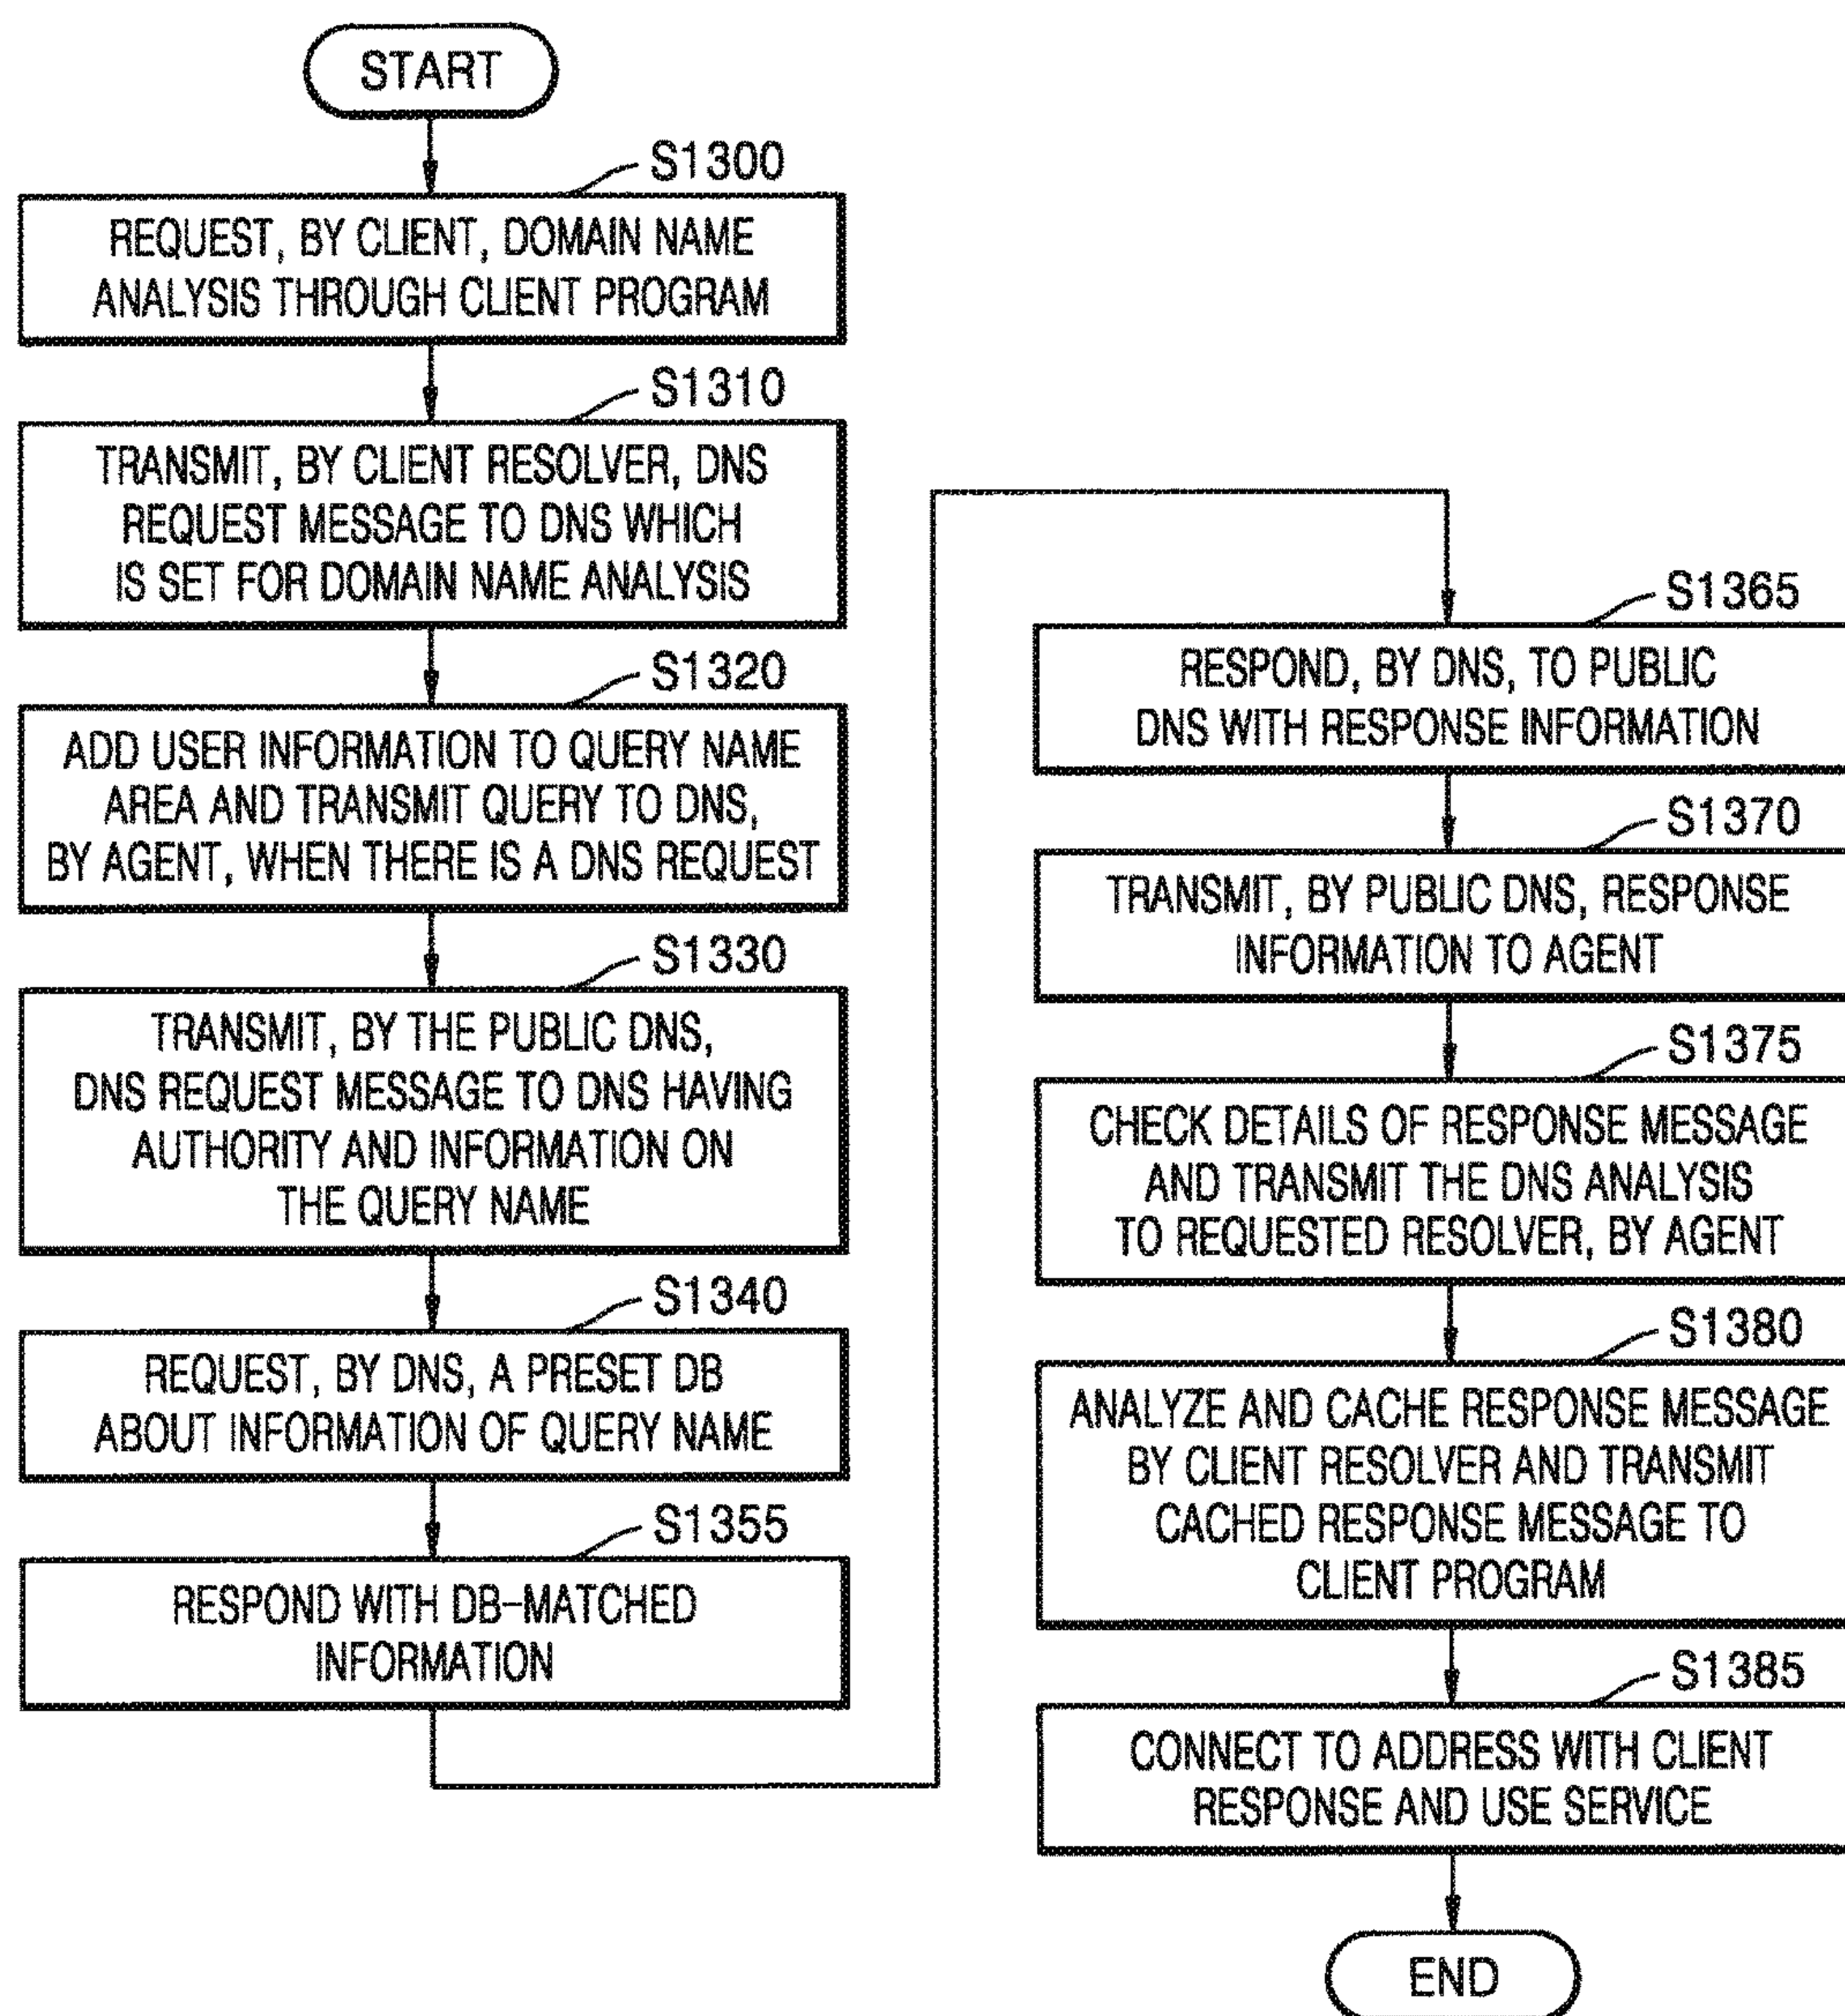 START
S1300
REQUEST, BY CLIENT, DOMAIN NAME
ANALYSIS THROUGH CLIENT PROGRAM
S1310
TRANSMIT, BY CLIENT RESOLVER, DNS
REQUEST MESSAGE TO DNS WHICH
IS SET FOR DOMAIN NAME ANALYSIS
S1320
ADD USER INFORMATION TO QUERY NAME
AREA AND TRANSMIT QUERY TO DNS,
BY AGENT, WHEN THERE IS A DNS REQUEST
S1330
TRANSMIT, BY THE PUBLIC DNS,
DNS REQUEST MESSAGE TO DNS HAVING
AUTHORITY AND INFORMATION ON
THE QUERY NAME
S1340
REQUEST, BY DNS, A PRESET DB
ABOUT INFORMATION OF QUERY NAME
S1355
RESPOND WITH DB-MATCHED
INFORMATION
S1365
RESPOND, BY DNS, TO PUBLIC
DNS WITH RESPONSE INFORMATION
S1370
TRANSMIT, BY PUBLIC DNS, RESPONSE
INFORMATION TO AGENT
S1375
CHECK DETAILS OF RESPONSE MESSAGE
AND TRANSMIT THE DNS ANALYSIS
TO REQUESTED RESOLVER, BY AGENT
S1380
ANALYZE AND CACHE RESPONSE MESSAGE
BY CLIENT RESOLVER AND TRANSMIT
CACHED RESPONSE MESSAGE TO
CLIENT PROGRAM
S1385
CONNECT TO ADDRESS WITH CLIENT
RESPONSE AND USE SERVICE
END